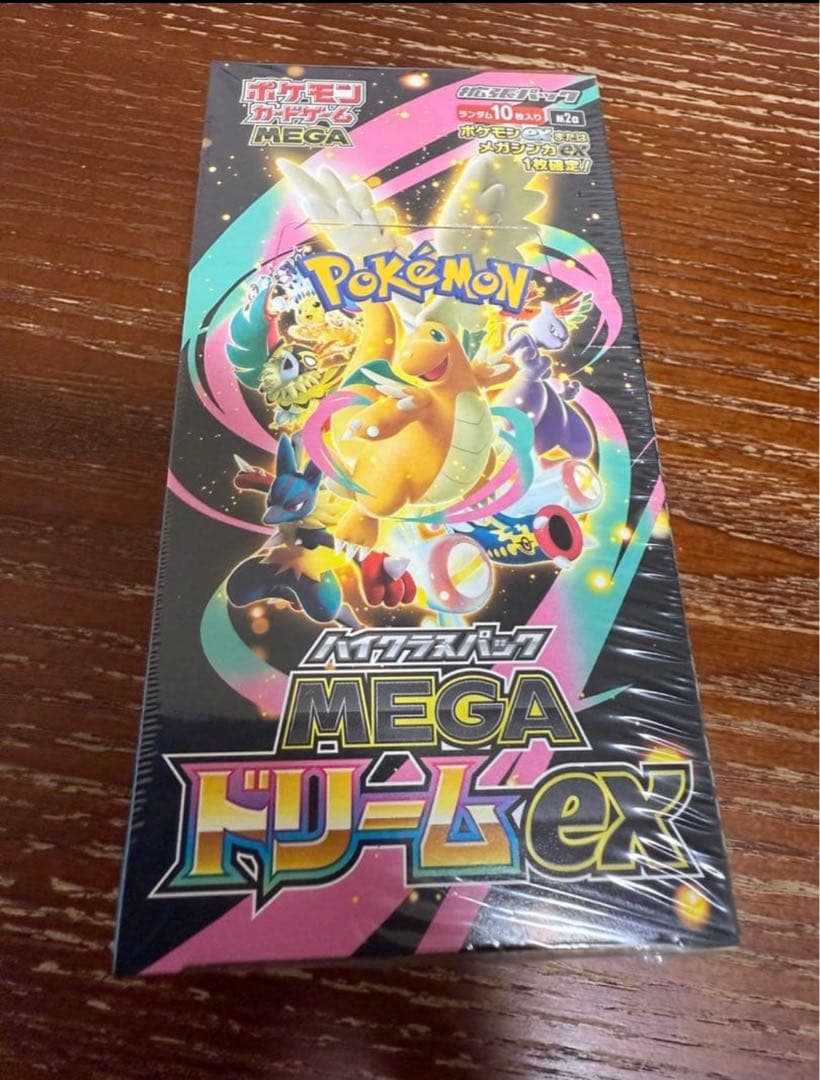 ポケモン
カードゲーム
MEGA
拡張パック
ランダム10枚入り
ポケモンexまたは
メガシンカex
1枚確定!
POKéMON
ハイクラスパック
MEGA
ドリームex